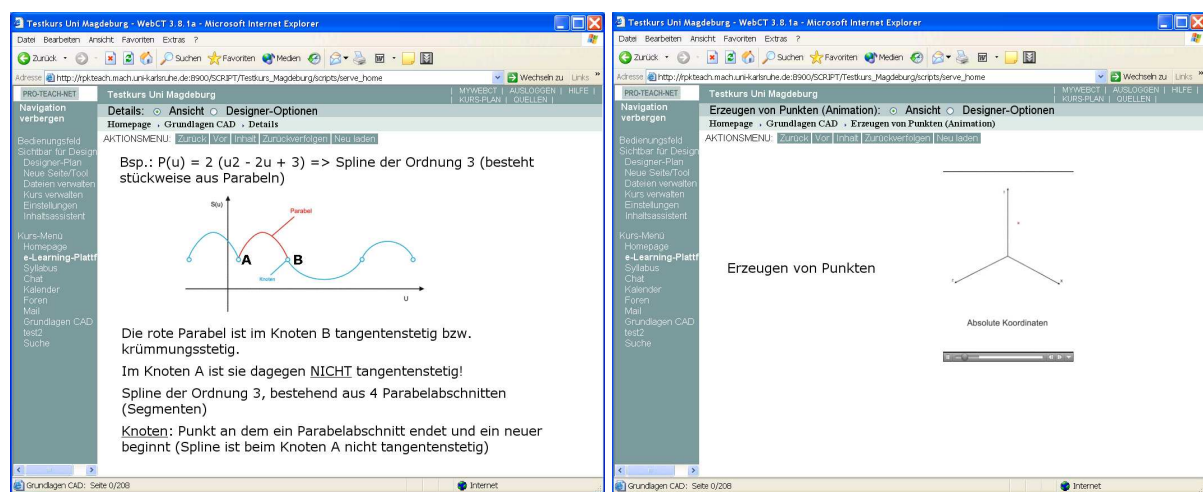 Testkurs Uni Magdeburg - WebCT 3.8.1a - Microsoft Internet Explorer
Datei Bearbeiten Ansicht Favoriten Extras ?
Zurück Suchen Favoriten Medien
Adresse http://rpkteach.mach.uni-karlsruhe.de:8900/SCRIPT/Testkurs_Magdeburg/scripts/serve_home Wechseln zu Links »
PRO-TEACH-NET
Testkurs Uni Magdeburg
| MYWEBCT | AUSLOGGEN | HILFE |
| KURS-PLAN | QUELLEN |
Navigation
verbergen
Bedienungsfeld
Sichtbar für Design
Designer-Plan
Neue Seite/Tool
Dateien verwalten
Kurs verwalten
Einstellungen
Inhaltsassistent
Kurs-Menü
Homepage
e-Learning-Plattf
Syllabus
Chat
Kalender
Foren
Mail
Grundlagen CAD
test2
Suche
Details: Ansicht Designer-Optionen
Homepage › Grundlagen CAD › Details
AKTIONSMENU: Zurück Vor Inhalt Zurückverfolgen Neu laden
Bsp.: P(u) = 2 (u2 - 2u + 3) => Spline der Ordnung 3 (besteht
stückweise aus Parabeln)
S(u)
Parabel
A
B
Knoten
U
Die rote Parabel ist im Knoten B tangentenstetig bzw.
krümmungsstetig.
Im Knoten A ist sie dagegen NICHT tangentenstetig!
Spline der Ordnung 3, bestehend aus 4 Parabelabschnitten
(Segmenten)
Knoten: Punkt an dem ein Parabelabschnitt endet und ein neuer
beginnt (Spline ist beim Knoten A nicht tangentenstetig)
Grundlagen CAD: Seite 0/208
Internet
Testkurs Uni Magdeburg - WebCT 3.8.1a - Microsoft Internet Explorer
Datei Bearbeiten Ansicht Favoriten Extras ?
Zurück Suchen Favoriten Medien
Adresse http://rpkteach.mach.uni-karlsruhe.de:8900/SCRIPT/Testkurs_Magdeburg/scripts/serve_home Wechseln zu Links »
PRO-TEACH-NET
Testkurs Uni Magdeburg
| MYWEBCT | AUSLOGGEN | HILFE |
| KURS-PLAN | QUELLEN |
Navigation
verbergen
Bedienungsfeld
Sichtbar für Design
Designer-Plan
Neue Seite/Tool
Dateien verwalten
Kurs verwalten
Einstellungen
Inhaltsassistent
Kurs-Menü
Homepage
e-Learning-Plattf
Syllabus
Chat
Kalender
Foren
Mail
Grundlagen CAD
test2
Suche
Erzeugen von Punkten (Animation): Ansicht Designer-Optionen
Homepage › Grundlagen CAD › Erzeugen von Punkten (Animation)
AKTIONSMENU: Zurück Vor Inhalt Zurückverfolgen Neu laden
Erzeugen von Punkten
Absolute Koordinaten
Grundlagen CAD: Seite 0/208
Internet